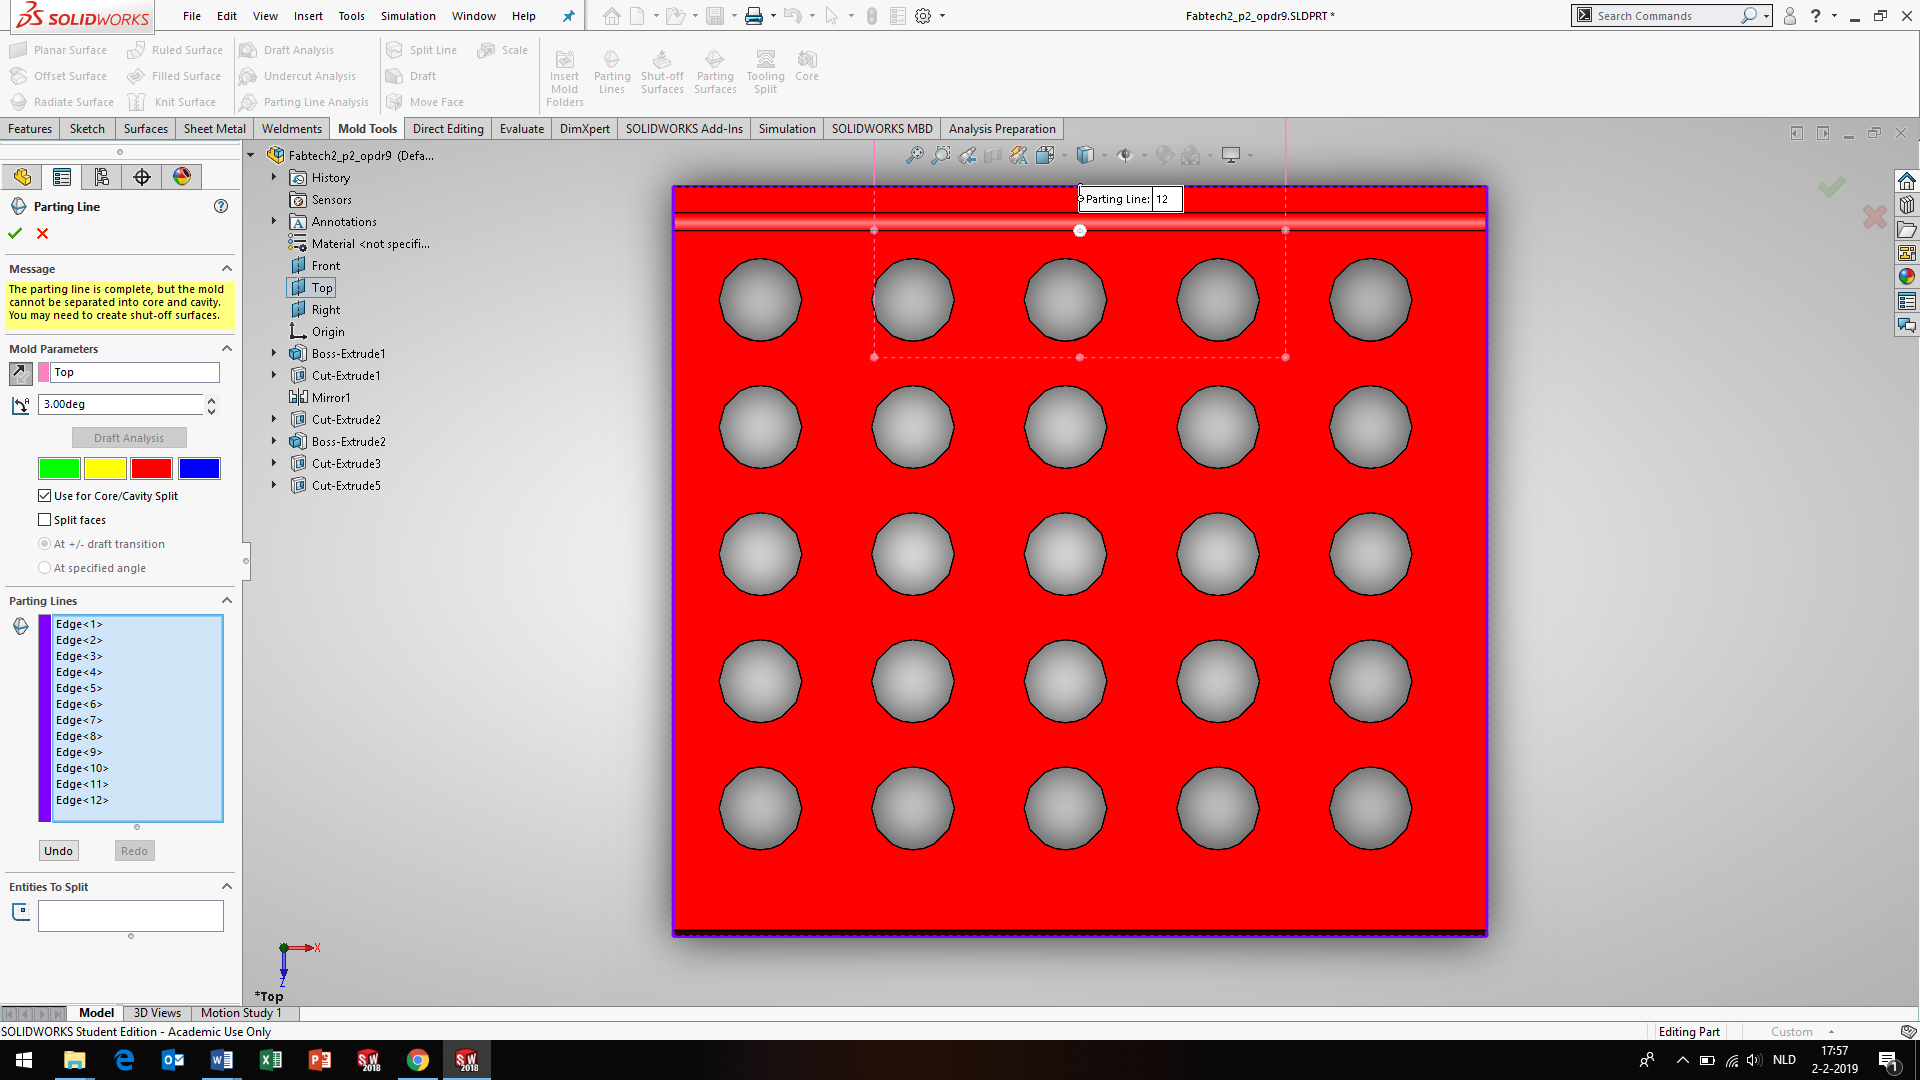 SOLIDWORKS File Edit View Insert Tools Simulation Window Help Fabtech2_p2_opdr9.SLDPRT * Search Commands
Planar Surface Ruled Surface Draft Analysis Split Line Scale
Offset Surface Filled Surface Undercut Analysis Draft
Radiate Surface Knit Surface Parting Line Analysis Move Face
Insert Mold Folders
Parting Lines
Shut-off Surfaces
Parting Surfaces
Tooling Split
Core
Features Sketch Surfaces Sheet Metal Weldments Mold Tools Direct Editing Evaluate DimXpert SOLIDWORKS Add-Ins Simulation SOLIDWORKS MBD Analysis Preparation
Parting Line
Message
The parting line is complete, but the mold
cannot be separated into core and cavity.
You may need to create shut-off surfaces.
Mold Parameters
Top
3.00deg
Draft Analysis
Use for Core/Cavity Split
Split faces
At +/- draft transition
At specified angle
Parting Lines
Edge<1>
Edge<2>
Edge<3>
Edge<4>
Edge<5>
Edge<6>
Edge<7>
Edge<8>
Edge<9>
Edge<10>
Edge<11>
Edge<12>
Undo Redo
Entities To Split
Fabtech2_p2_opdr9 (Defa...
History
Sensors
Annotations
Material <not specifi...
Front
Top
Right
Origin
Boss-Extrude1
Cut-Extrude1
Mirror1
Cut-Extrude2
Boss-Extrude2
Cut-Extrude3
Cut-Extrude5
Parting Line: 12
X
Z
*Top
Model 3D Views Motion Study 1
SOLIDWORKS Student Edition - Academic Use Only Editing Part Custom
NLD 17:57
2-2-2019
SW 2018
SW 2018
1